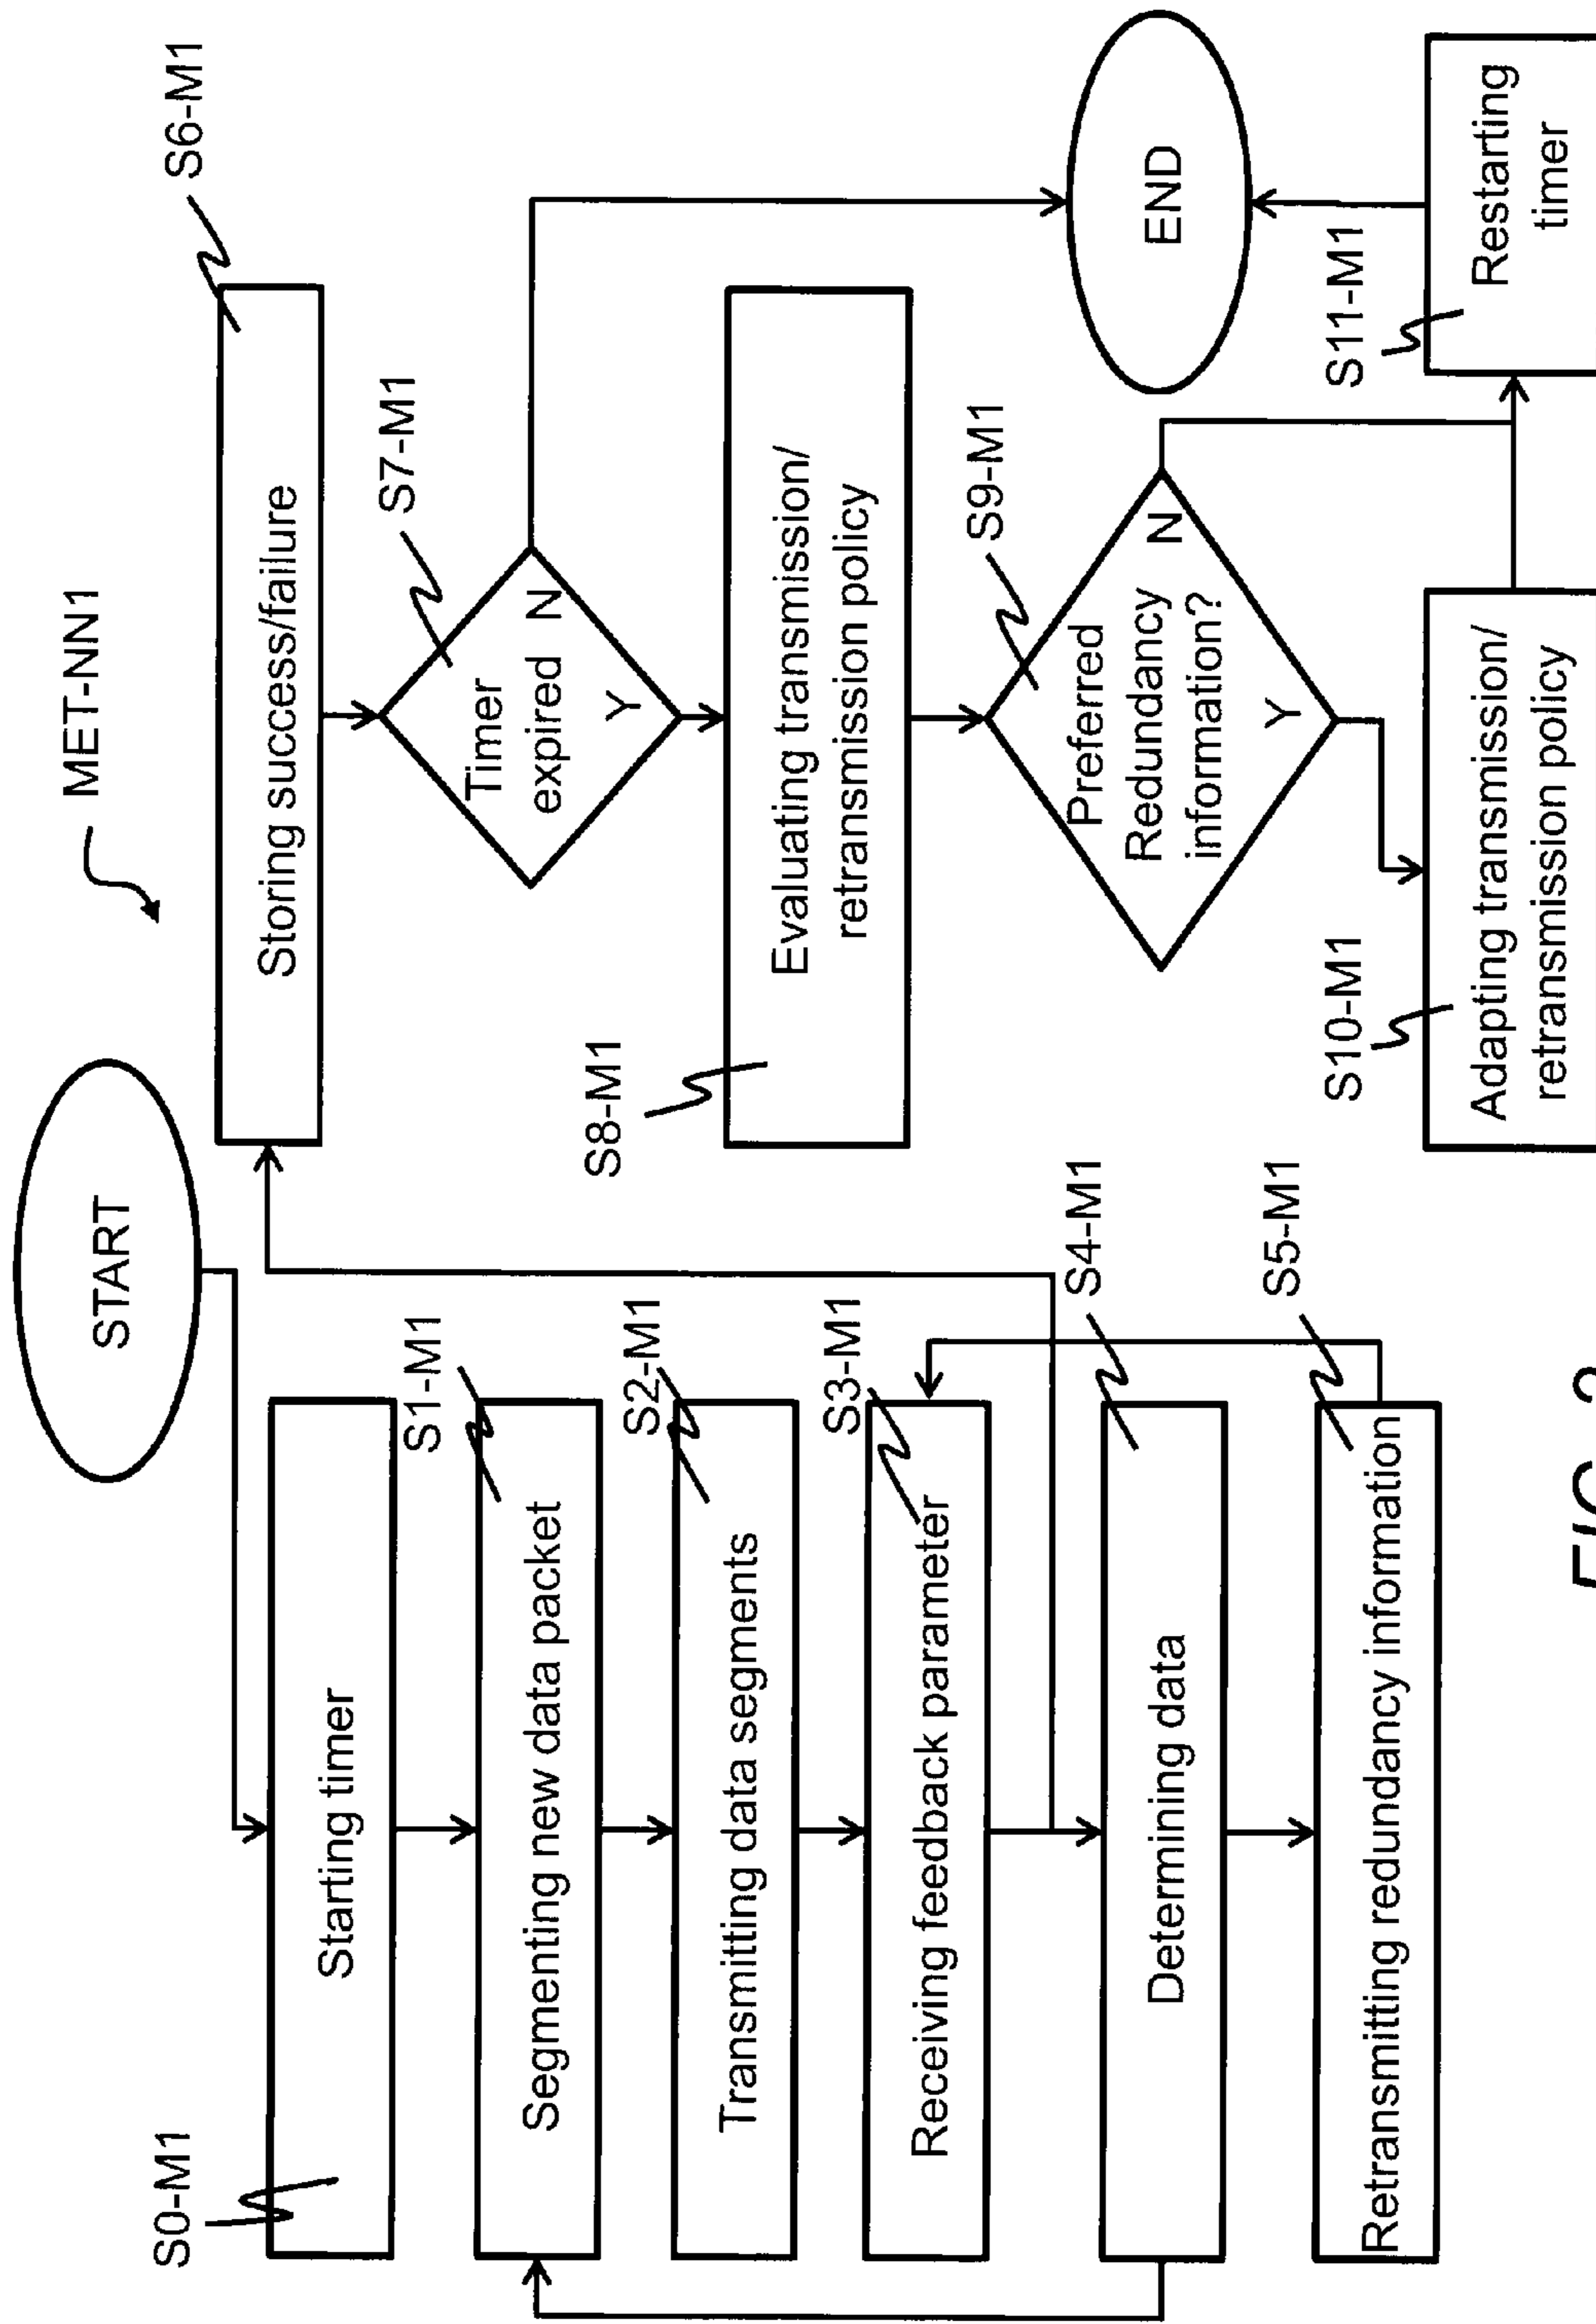 MET-NN1
START
S0-M1
Starting timer
S1-M1
Segmenting new data packet
S2-M1
Transmitting data segments
S3-M1
Receiving feedback parameter
S4-M1
Determining data
S5-M1
Retransmitting redundancy information
S6-M1
Storing success/failure
S7-M1
Timer
expired
N
Y
S8-M1
Evaluating transmission/
retransmission policy
S9-M1
Preferred
Redundancy
information?
N
Y
S10-M1
Adapting transmission/
retransmission policy
S11-M1
Restarting
timer
END